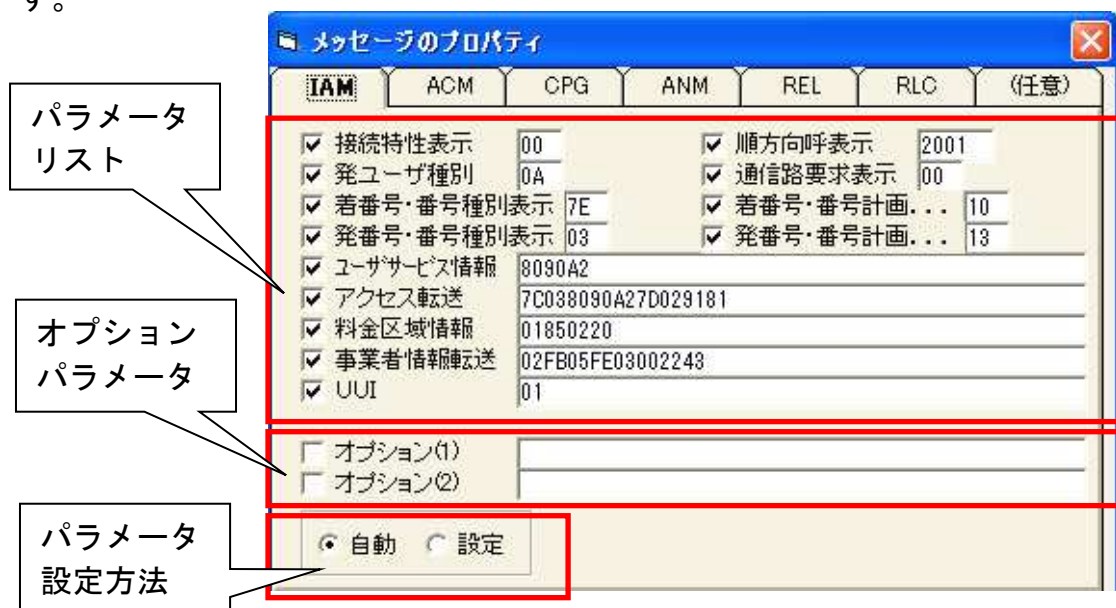 す。
メッセージのプロパティ
IAM ACM CPG ANM REL RLC (任意)
パラメータ
リスト
接続特性表示 00 順方向呼表示 2001
発ユーザ種別 0A 通信路要求表示 00
着番号・番号種別表示 7E 着番号・番号計画... 10
発番号・番号種別表示 03 発番号・番号計画... 13
ユーザサービス情報 8090A2
アクセス転送 7C038090A27D029181
料金区域情報 01850220
事業者情報転送 02FB05FE03002243
UUI 01
オプション
パラメータ
オプション(1)
オプション(2)
パラメータ
設定方法
自動 設定